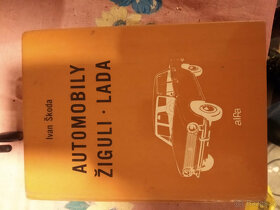 Ivan Škoda
AUTOMOBILY
ŽIGULI · LADA
alfa